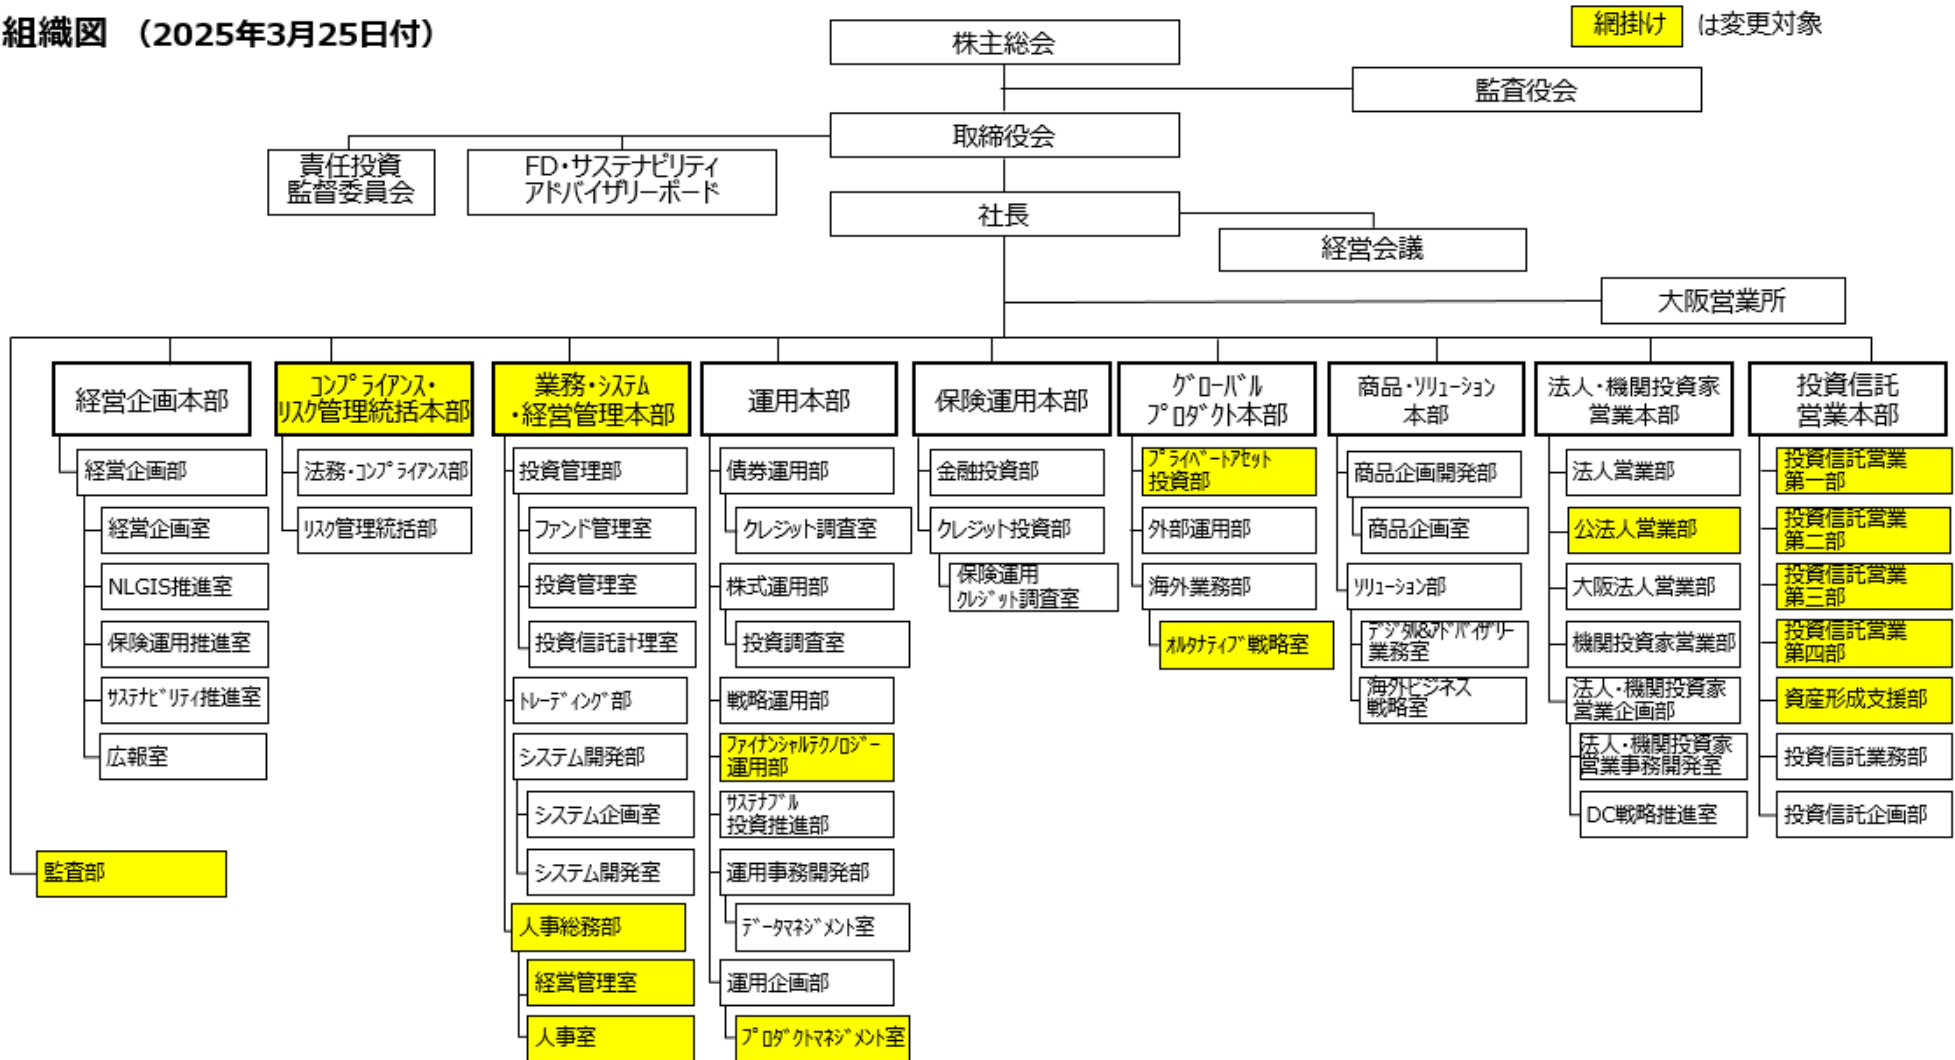 組織図 （2025年3月25日付）
網掛け は変更対象
株主総会
監査役会
取締役会
責任投資
監督委員会
FD・サステナビリティ
アドバイザリーボード
社長
経営会議
大阪営業所
経営企画本部
経営企画部
経営企画室
NLGIS推進室
保険運用推進室
ｻｽﾃﾅﾋﾞﾘﾃｨ推進室
広報室
監査部
ｺﾝﾌﾟﾗｲｱﾝｽ・
ﾘｽｸ管理統括本部
法務・ｺﾝﾌﾟﾗｲｱﾝｽ部
ﾘｽｸ管理統括部
業務・ｼｽﾃﾑ
・経営管理本部
投資管理部
ファンド管理室
投資管理室
投資信託計理室
ﾄﾚｰﾃﾞｨﾝｸﾞ部
システム開発部
システム企画室
システム開発室
人事総務部
経営管理室
人事室
運用本部
債券運用部
クレジット調査室
株式運用部
投資調査室
戦略運用部
ﾌｧｲﾅﾝｼｬﾙﾃｸﾉﾛｼﾞｰ
運用部
ｻｽﾃﾅﾌﾞﾙ
投資推進部
運用事務開発部
ﾃﾞｰﾀﾏﾈｼﾞﾒﾝﾄ室
運用企画部
ﾌﾟﾛﾀﾞｸﾄﾏﾈｼﾞﾒﾝﾄ室
保険運用本部
金融投資部
クレジット投資部
保険運用
ｸﾚｼﾞｯﾄ調査室
ｸﾞﾛｰﾊﾞﾙ
ﾌﾟﾛﾀﾞｸﾄ本部
ﾌﾟﾗｲﾍﾞｰﾄｱｾｯﾄ
投資部
外部運用部
海外業務部
ｵﾙﾀﾅﾃｨﾌﾞ戦略室
商品・ｿﾘｭｰｼｮﾝ
本部
商品企画開発部
商品企画室
ｿﾘｭｰｼｮﾝ部
ﾃﾞｼﾞﾀﾙ&ｱﾄﾞﾊﾞｲｻﾞﾘｰ
業務室
海外ビジネス
戦略室
法人・機関投資家
営業本部
法人営業部
公法人営業部
大阪法人営業部
機関投資家営業部
法人・機関投資家
営業企画部
法人・機関投資家
営業事務開発室
DC戦略推進室
投資信託
営業本部
投資信託営業
第一部
投資信託営業
第二部
投資信託営業
第三部
投資信託営業
第四部
資産形成支援部
投資信託業務部
投資信託企画部